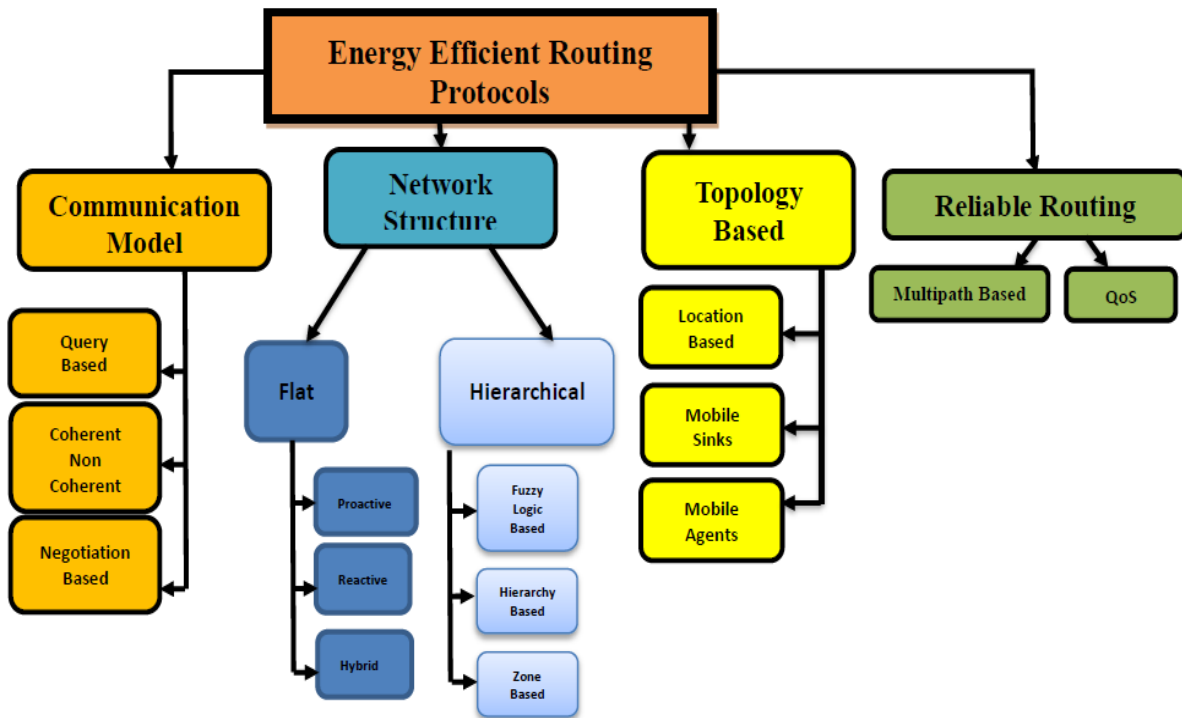 Energy Efficient Routing
Protocols
Communication
Model
Network
Structure
Topology
Based
Reliable Routing
Query
Based
Coherent
Non
Coherent
Negotiation
Based
Flat
Proactive
Reactive
Hybrid
Hierarchical
Fuzzy
Logic
Based
Hierarchy
Based
Zone
Based
Location
Based
Mobile
Sinks
Mobile
Agents
Multipath Based
QoS